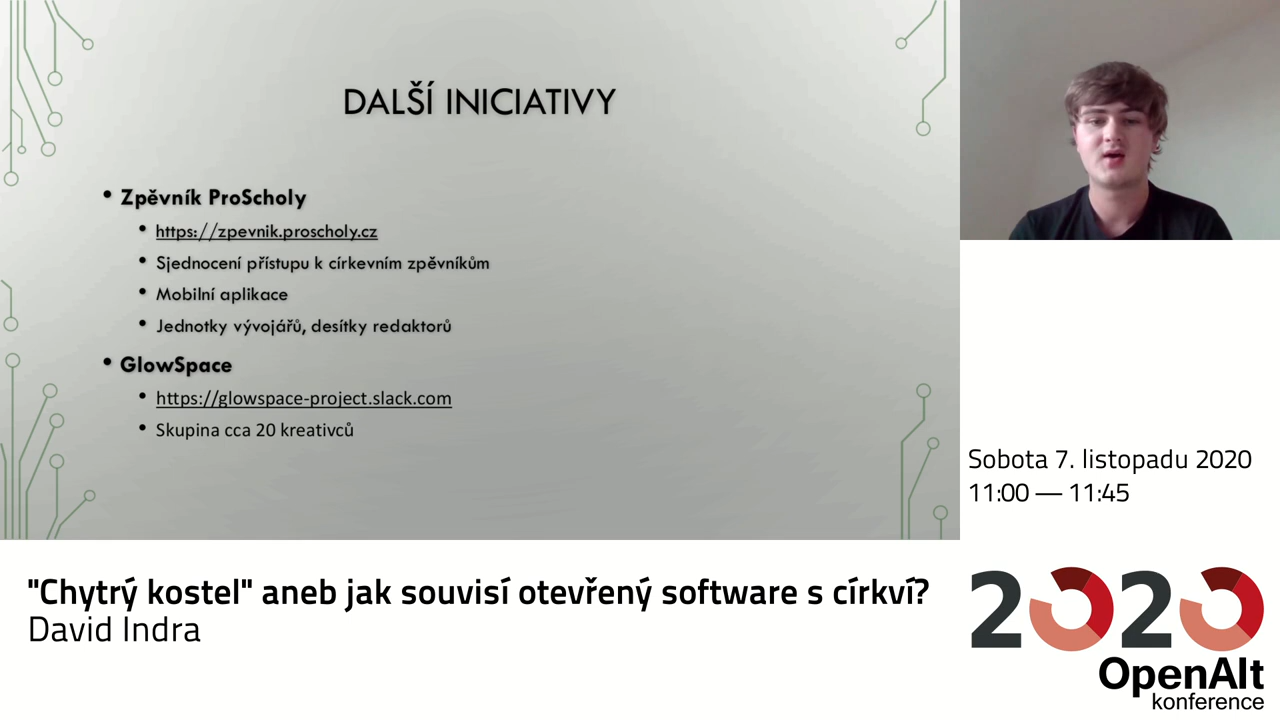 DALŠÍ INICIATIVY
• Zpěvník ProScholy
• https://zpevnik.proscholy.cz
• Sjednocení přístupu k církevním zpěvníkům
• Mobilní aplikace
• Jednotky vývojářů, desítky redaktorů
• GlowSpace
• https://glowspace-project.slack.com
• Skupina cca 20 kreativců
Sobota 7. listopadu 2020
11:00 — 11:45
"Chytrý kostel" aneb jak souvisí otevřený software s církví?
David Indra
2020
OpenAlt
konference